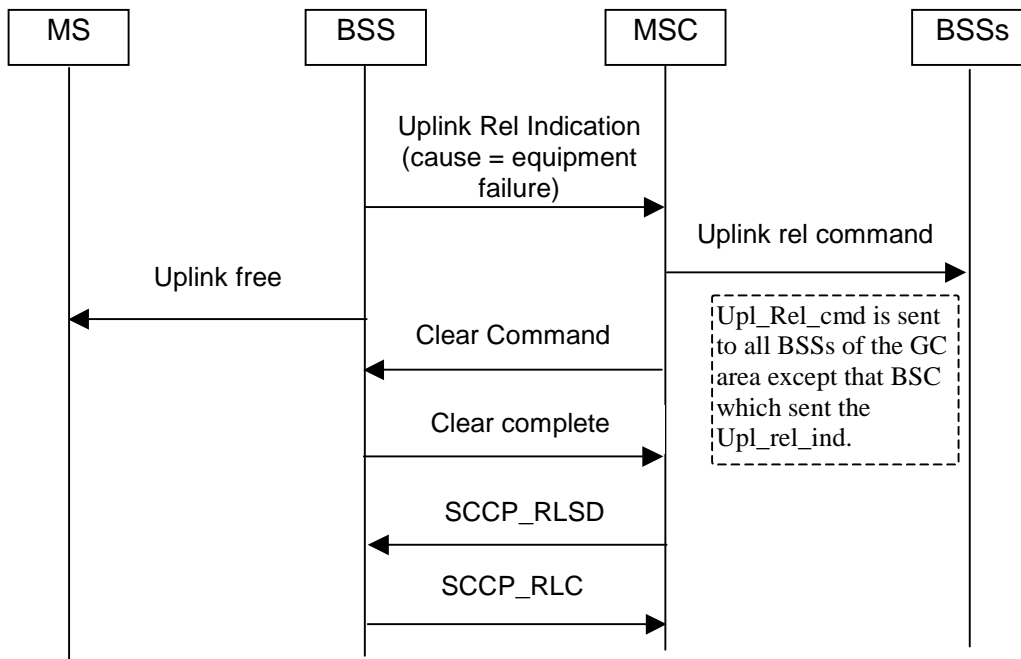 MS
BSS
MSC
BSSs
Uplink Rel Indication
(cause = equipment
failure)
Uplink rel command
Uplink free
Upl_Rel_cmd is sent
to all BSSs of the GC
area except that BSC
which sent the
Upl_rel_ind.
Clear Command
Clear complete
SCCP_RLSD
SCCP_RLC